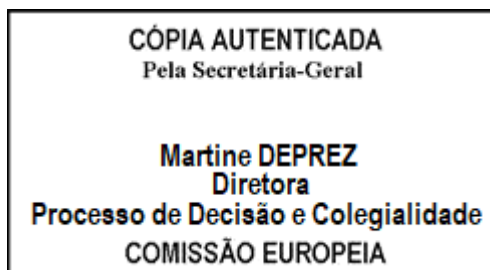 CÓPIA AUTENTICADA
Pela Secretária-Geral
Martine DEPREZ
Diretora
Processo de Decisão e Colegialidade
COMISSÃO EUROPEIA